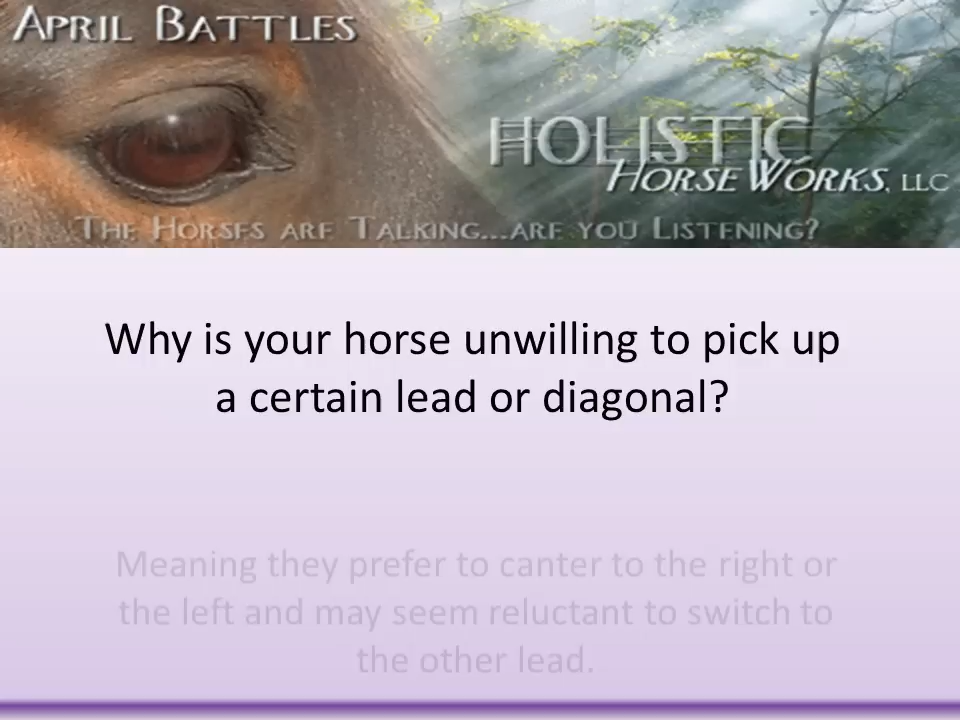 APRIL BATTLES
HOLISTIC
HORSEWORKS, LLC
THE HORSES ARE TALKING...ARE YOU LISTENING?
Why is your horse unwilling to pick up
a certain lead or diagonal?
Meaning they prefer to canter to the right or
the left and may seem reluctant to switch to
the other lead.